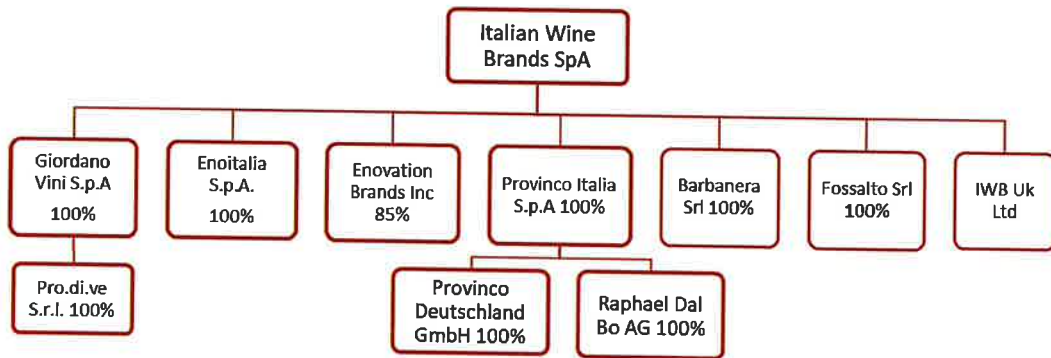 Italian Wine
Brands SpA
Giordano
Vini S.p.A
100%
Enoitalia
S.p.A.
100%
Enovation
Brands Inc
85%
Provinco Italia
S.p.A 100%
Barbanera
Srl 100%
Fossalto Srl
100%
IWB Uk
Ltd
Pro.di.ve
S.r.l. 100%
Provinco
Deutschland
GmbH 100%
Raphael Dal
Bo AG 100%